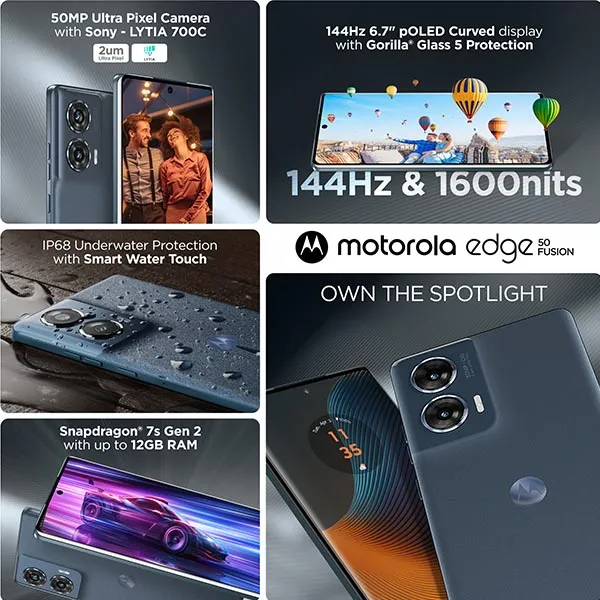 50MP Ultra Pixel Camera
with Sony - LYTIA 700C
2um
Ultra Pixel
LYTIA
144Hz 6.7" pOLED Curved display
with Gorilla® Glass 5 Protection
144Hz & 1600nits
IP68 Underwater Protection
with Smart Water Touch
motorola edge 50 FUSION
OWN THE SPOTLIGHT
11
35
Snapdragon® 7s Gen 2
with up to 12GB RAM